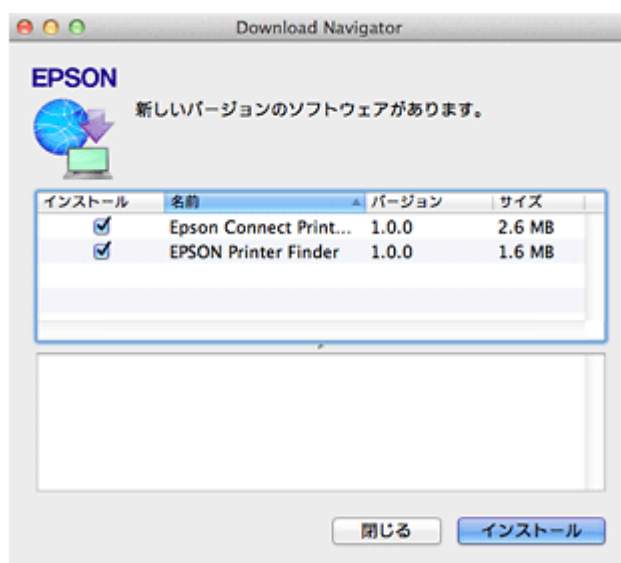 Download Navigator
EPSON
新しいバージョンのソフトウェアがあります。
インストール 名前 バージョン サイズ
Epson Connect Print... 1.0.0 2.6 MB
EPSON Printer Finder 1.0.0 1.6 MB
閉じる インストール